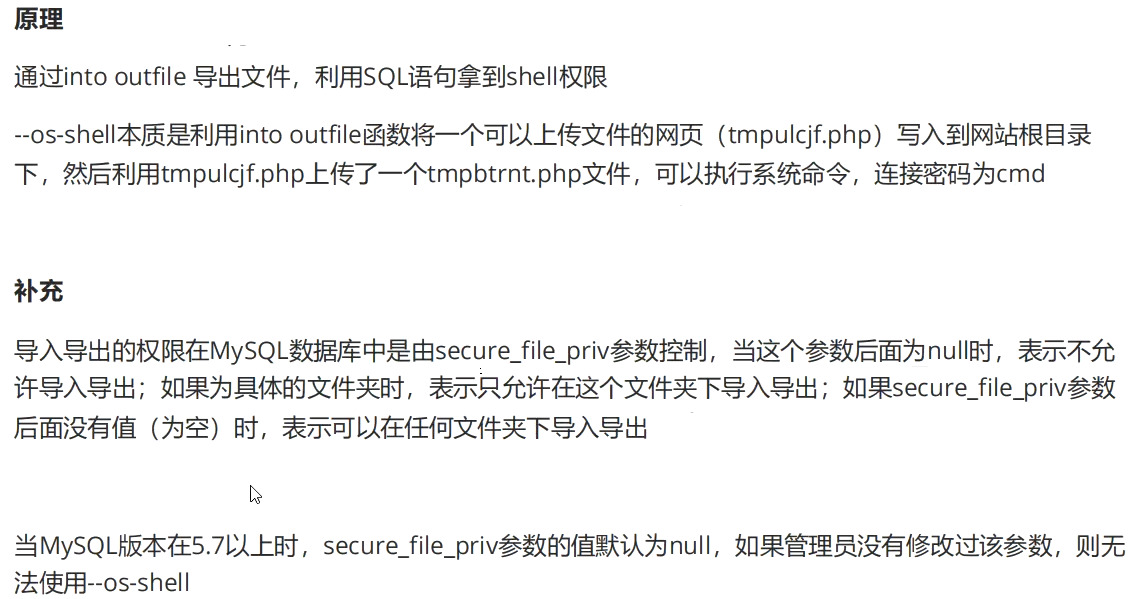 原理
通过into outfile 导出文件，利用SQL语句拿到shell权限
--os-shell本质是利用into outfile函数将一个可以上传文件的网页（tmpulcjf.php）写入到网站根目录
下，然后利用tmpulcjf.php上传了一个tmpbtrnt.php文件，可以执行系统命令，连接密码为cmd
补充
导入导出的权限在MySQL数据库中是由secure_file_priv参数控制，当这个参数后面为null时，表示不允
许导入导出；如果为具体的文件夹时，表示只允许在这个文件夹下导入导出；如果secure_file_priv参数
后面没有值（为空）时，表示可以在任何文件夹下导入导出
当MySQL版本在5.7以上时，secure_file_priv参数的值默认为null，如果管理员没有修改过该参数，则无
法使用--os-shell